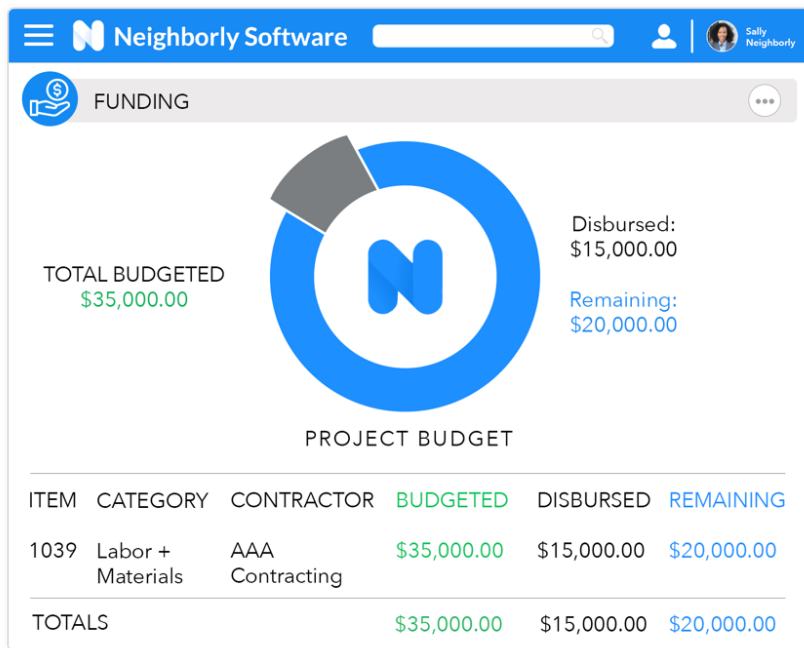 Neighborly Software
Sally
Neighborly
FUNDING
TOTAL BUDGETED
$35,000.00
Disbursed:
$15,000.00
Remaining:
$20,000.00
PROJECT BUDGET
ITEM CATEGORY CONTRACTOR BUDGETED DISBURSED REMAINING
1039 Labor + AAA $35,000.00 $15,000.00 $20,000.00
Materials Contracting
TOTALS $35,000.00 $15,000.00 $20,000.00